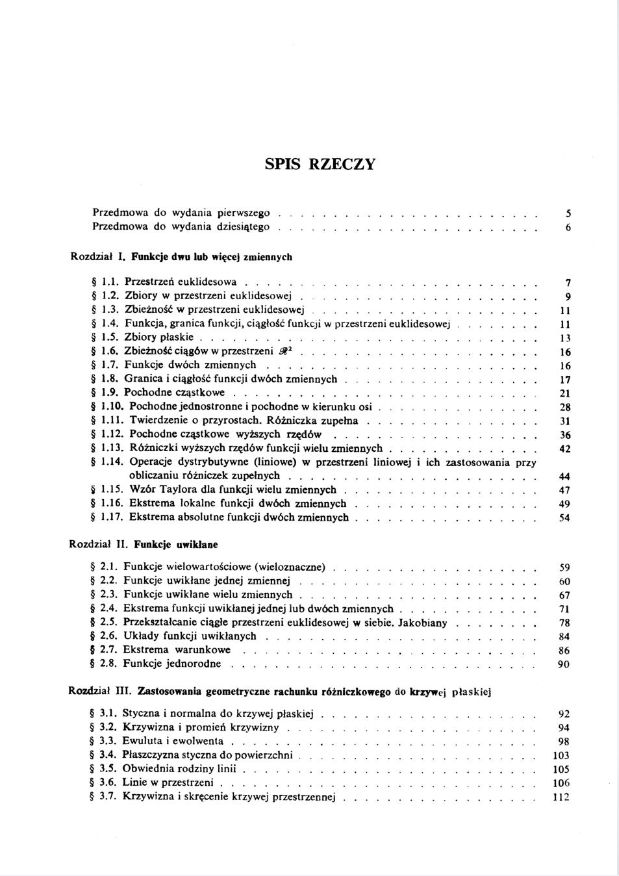 SPIS RZECZY
Przedmowa do wydania pierwszego . . . . . . . . . . . . . . . . . . . . . . . . 5
Przedmowa do wydania dziesiątego . . . . . . . . . . . . . . . . . . . . . . . . 6
Rozdział I. Funkcje dwu lub więcej zmiennych
§ 1.1. Przestrzeń euklidesowa . . . . . . . . . . . . . . . . . . . . . . . . . . 7
§ 1.2. Zbiory w przestrzeni euklidesowej . . . . . . . . . . . . . . . . . . . . . . 9
§ 1.3. Zbieżność w przestrzeni euklidesowej . . . . . . . . . . . . . . . . . . . . . 11
§ 1.4. Funkcja, granica funkcji, ciągłość funkcji w przestrzeni euklidesowej . . . . . . . . 11
§ 1.5. Zbiory płaskie . . . . . . . . . . . . . . . . . . . . . . . . . . . . . . 13
§ 1.6. Zbieżność ciągów w przestrzeni ℛ² . . . . . . . . . . . . . . . . . . . . . . 16
§ 1.7. Funkcje dwóch zmiennych . . . . . . . . . . . . . . . . . . . . . . . . . 16
§ 1.8. Granica i ciągłość funkcji dwóch zmiennych . . . . . . . . . . . . . . . . . . 17
§ 1.9. Pochodne cząstkowe . . . . . . . . . . . . . . . . . . . . . . . . . . . . 21
§ 1.10. Pochodne jednostronne i pochodne w kierunku osi . . . . . . . . . . . . . . . 28
§ 1.11. Twierdzenie o przyrostach. Różniczka zupełna . . . . . . . . . . . . . . . . 31
§ 1.12. Pochodne cząstkowe wyższych rzędów . . . . . . . . . . . . . . . . . . . 36
§ 1.13. Różniczki wyższych rzędów funkcji wielu zmiennych . . . . . . . . . . . . . . 42
§ 1.14. Operacje dystrybutywne (liniowe) w przestrzeni liniowej i ich zastosowania przy
obliczaniu różniczek zupełnych . . . . . . . . . . . . . . . . . . . . . . . 44
§ 1.15. Wzór Taylora dla funkcji wielu zmiennych . . . . . . . . . . . . . . . . . . 47
§ 1.16. Ekstrema lokalne funkcji dwóch zmiennych . . . . . . . . . . . . . . . . . 49
§ 1.17. Ekstrema absolutne funkcji dwóch zmiennych . . . . . . . . . . . . . . . . . 54
Rozdział II. Funkcje uwikłane
§ 2.1. Funkcje wielowartościowe (wieloznaczne) . . . . . . . . . . . . . . . . . . . 59
§ 2.2. Funkcje uwikłane jednej zmiennej . . . . . . . . . . . . . . . . . . . . . . 60
§ 2.3. Funkcje uwikłane wielu zmiennych . . . . . . . . . . . . . . . . . . . . . . 67
§ 2.4. Ekstrema funkcji uwikłanej jednej lub dwóch zmiennych . . . . . . . . . . . . . 71
§ 2.5. Przekształcanie ciągłe przestrzeni euklidesowej w siebie. Jakobiany . . . . . . . . 78
§ 2.6. Układy funkcji uwikłanych . . . . . . . . . . . . . . . . . . . . . . . . . 84
§ 2.7. Ekstrema warunkowe . . . . . . . . . . . . . . . . . . . . . . . . . . . 86
§ 2.8. Funkcje jednorodne . . . . . . . . . . . . . . . . . . . . . . . . . . . . 90
Rozdział III. Zastosowania geometryczne rachunku różniczkowego do krzywej płaskiej
§ 3.1. Styczna i normalna do krzywej płaskiej . . . . . . . . . . . . . . . . . . . . 92
§ 3.2. Krzywizna i promień krzywizny . . . . . . . . . . . . . . . . . . . . . . . 94
§ 3.3. Ewoluta i ewolwenta . . . . . . . . . . . . . . . . . . . . . . . . . . . . 98
§ 3.4. Płaszczyzna styczna do powierzchni . . . . . . . . . . . . . . . . . . . . . . 103
§ 3.5. Obwiednia rodziny linii . . . . . . . . . . . . . . . . . . . . . . . . . . . 105
§ 3.6. Linie w przestrzeni . . . . . . . . . . . . . . . . . . . . . . . . . . . . . 106
§ 3.7. Krzywizna i skręcenie krzywej przestrzennej . . . . . . . . . . . . . . . . . . 112